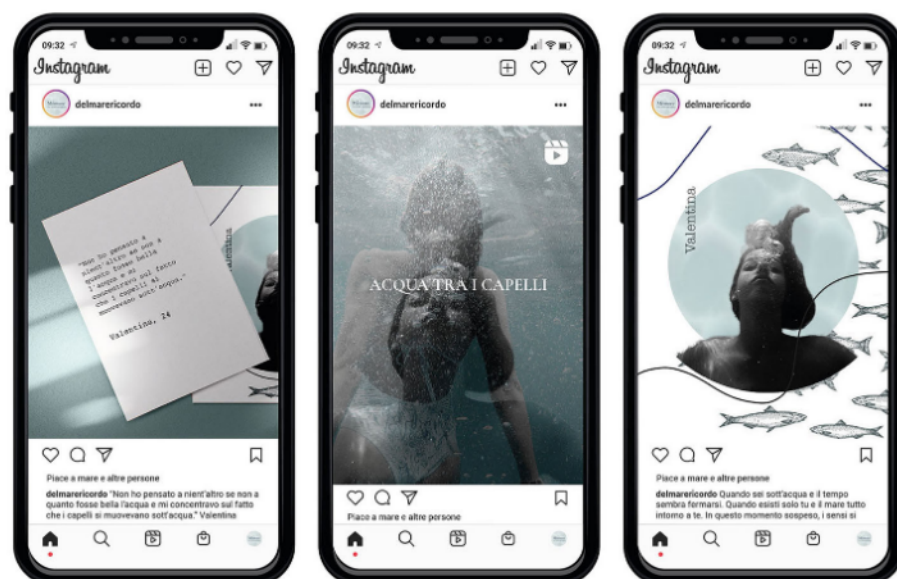 09:32
Instagram
delmarericordo
"Non ho pensato a
nient'altro se non a
quanto fosse bella
l'acqua e mi
concentravo sul fatto
che i capelli si
muovevano sott'acqua."
Valentina, 24
Valentina
Piace a mare e altre persone
delmarericordo "Non ho pensato a nient'altro se non a
quanto fosse bella l'acqua e mi concentravo sul fatto
che i capelli si muovevano sott'acqua." Valentina
09:32
Instagram
delmarericordo
ACQUA TRA I CAPELLI
Piace a mare e altre persone
09:32
Instagram
delmarericordo
Valentina
Piace a mare e altre persone
delmarericordo Quando sei sott'acqua e il tempo
sembra fermarsi. Quando esisti solo tu e il mare tutto
intorno a te. In questo momento sospeso, i sensi si